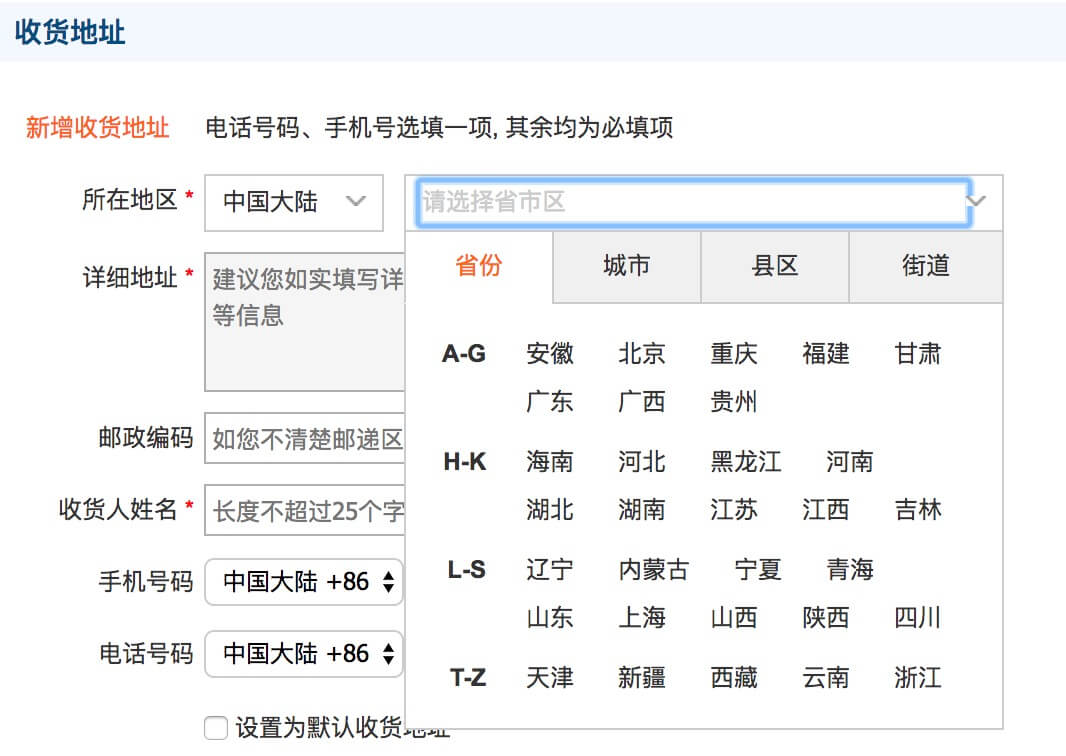 收货地址
新增收货地址 电话号码、手机号选填一项, 其余均为必填项
所在地区 * 中国大陆 请选择省市区
省份 城市 县区 街道
详细地址 * 建议您如实填写详
等信息
A-G 安徽 北京 重庆 福建 甘肃
广东 广西 贵州
邮政编码 如您不清楚邮递区
H-K 海南 河北 黑龙江 河南
收货人姓名 * 长度不超过25个字
湖北 湖南 江苏 江西 吉林
手机号码 中国大陆 +86
L-S 辽宁 内蒙古 宁夏 青海
山东 上海 山西 陕西 四川
电话号码 中国大陆 +86
T-Z 天津 新疆 西藏 云南 浙江
设置为默认收货地址